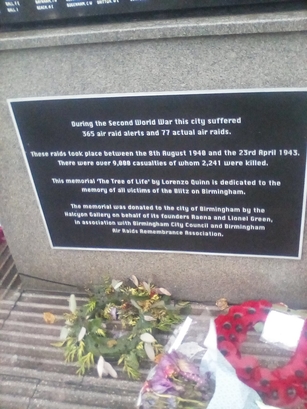 During the Second World War this city suffered
365 air raid alerts and 77 actual air raids.
These raids took place between the 8th August 1940 and the 23rd April 1943.
There were over 9,000 casualties of whom 2,241 were killed.
This memorial 'The Tree of Life' by Lorenzo Quinn is dedicated to the
memory of all victims of the Blitz on Birmingham.
The memorial was donated to the city of Birmingham by the
Halcyon Gallery on behalf of its founders Raena and Lionel Green,
in association with Birmingham City Council and Birmingham
Air Raids Remembrance Association.